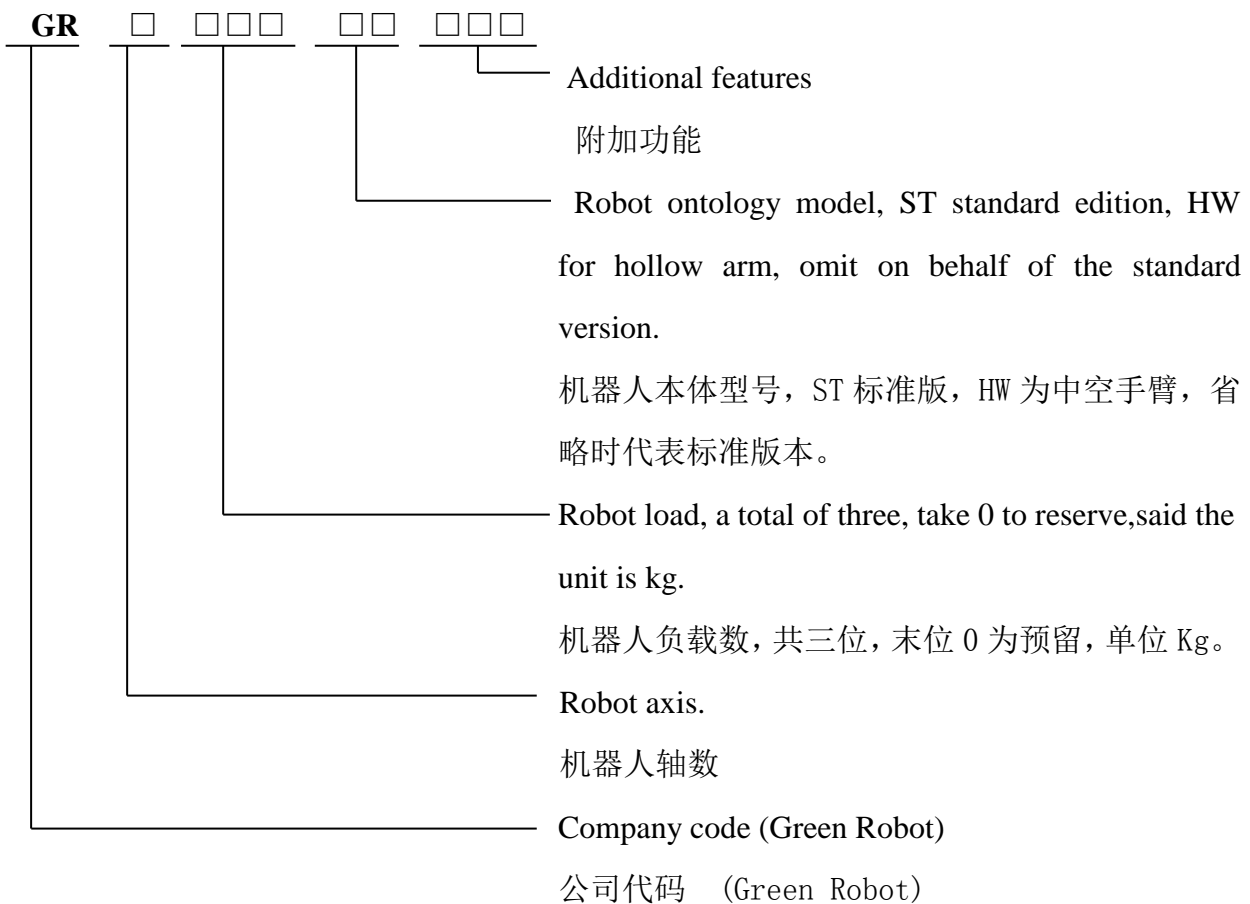 GR □ □□□ □□ □□□
Additional features
附加功能
Robot ontology model, ST standard edition, HW
for hollow arm, omit on behalf of the standard
version.
机器人本体型号，ST 标准版，HW 为中空手臂，省
略时代表标准版本。
Robot load, a total of three, take 0 to reserve,said the
unit is kg.
机器人负载数，共三位，末位 0 为预留，单位 Kg。
Robot axis.
机器人轴数
Company code (Green Robot)
公司代码 (Green Robot)